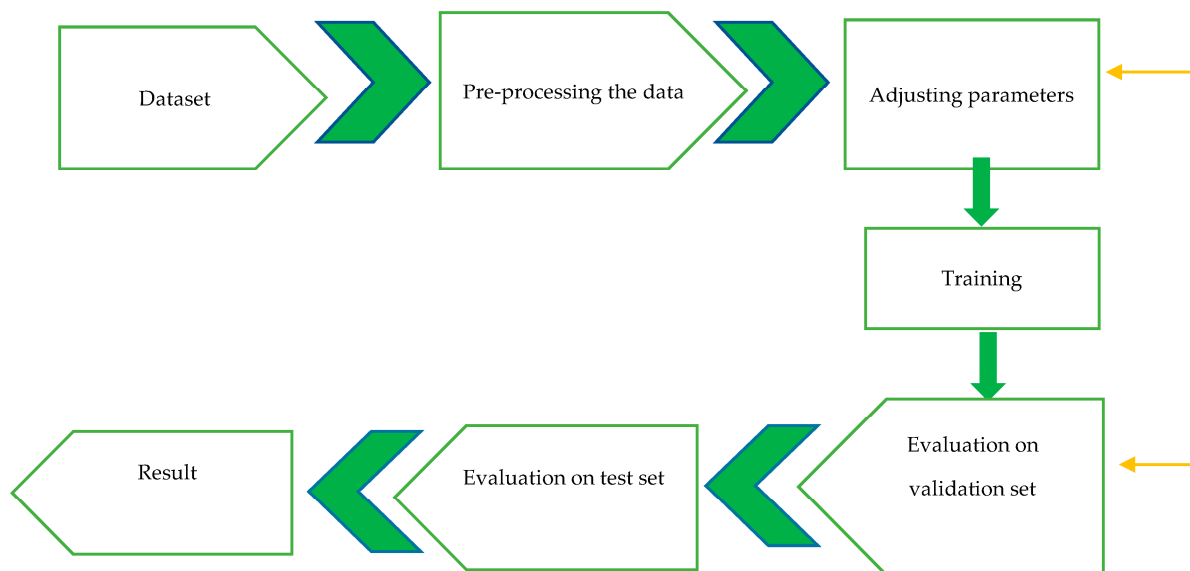 Dataset
Pre-processing the data
Adjusting parameters
Training
Evaluation on
validation set
Evaluation on test set
Result